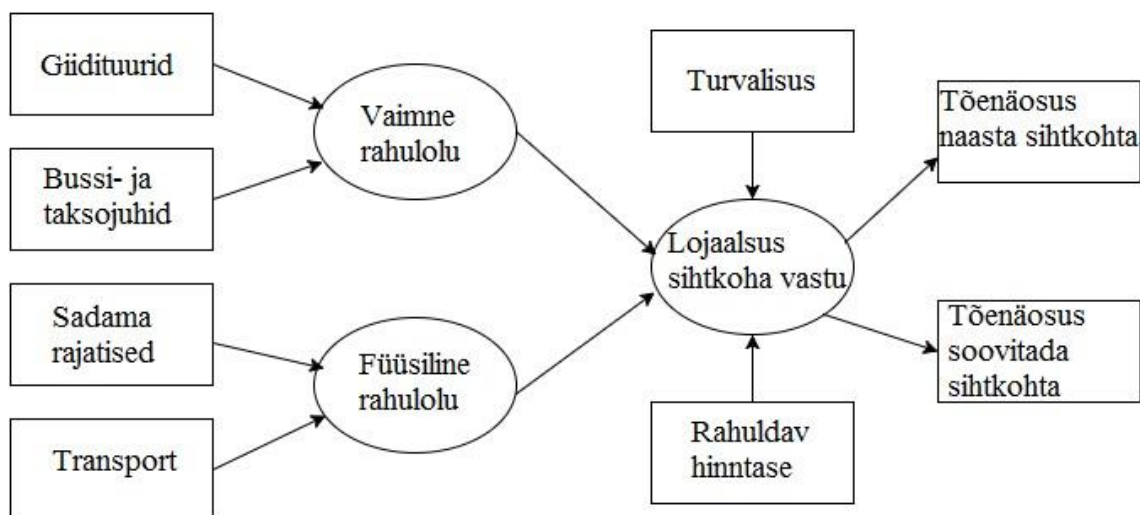 Giidituurid
Bussi- ja
taksojuhid
Sadama
rajatised
Transport
Vaimne
rahulolu
Füüsiline
rahulolu
Turvalisus
Lojaalsus
sihtkoha vastu
Rahuldav
hinntase
Tõenäosus
naasta sihtkohta
Tõenäosus
soovitada
sihtkohta